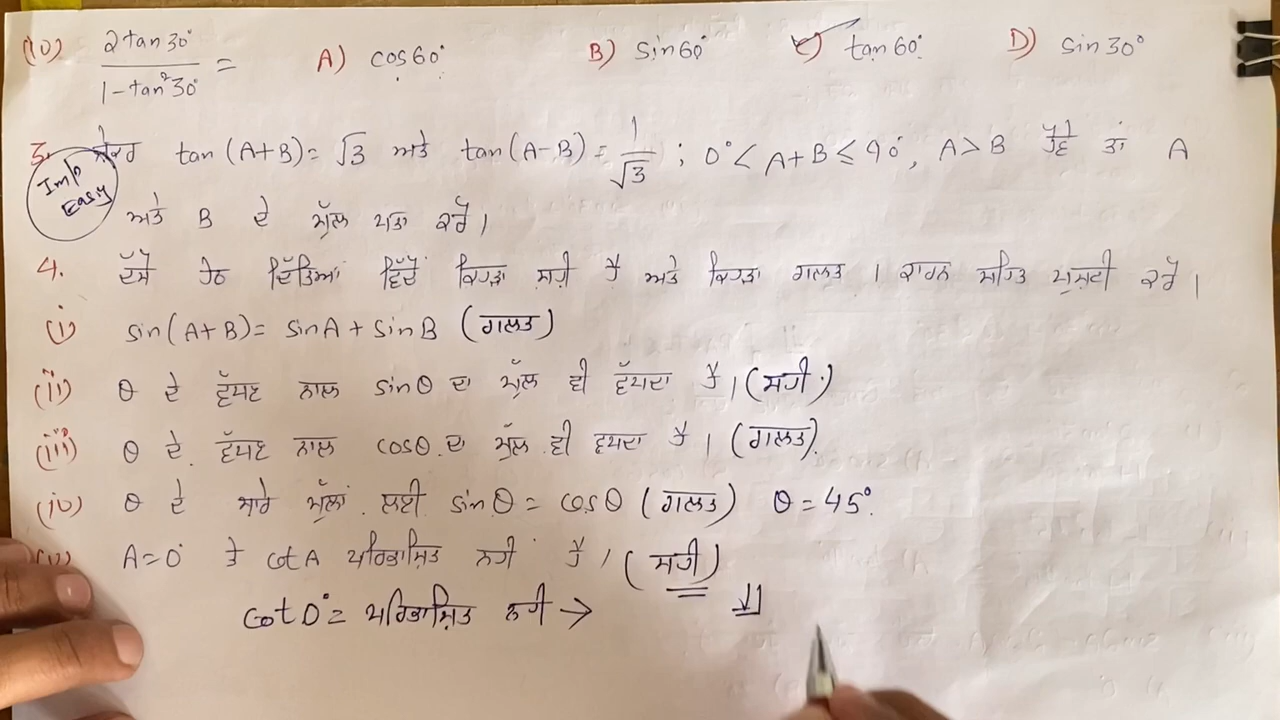 (10) 2tan30° / 1-tan²30° = A) cos60° B) Sin60° C) tan60° D) Sin30°
3. ਜੇਕਰ tan(A+B)= √3 ਅਤੇ tan(A-B)= 1/√3 ; 0°<A+B≤90°, A>B ਹੋਵੇ ਤਾਂ A
Imp Easy
ਅਤੇ B ਦੇ ਮੁੱਲ ਪਤਾ ਕਰੋ।
4. ਦੱਸੋ ਹੇਠ ਦਿੱਤਿਆਂ ਵਿੱਚੋਂ ਕਿਹੜਾ ਸਹੀ ਹੈ ਅਤੇ ਕਿਹੜਾ ਗਲਤ। ਕਾਰਨ ਸਹਿਤ ਪੁਸ਼ਟੀ ਕਰੋ।
(i) Sin(A+B)= SinA + SinB (ਗਲਤ)
(ii) θ ਦੇ ਵੱਧਣ ਨਾਲ sinθ ਦਾ ਮੁੱਲ ਵੀ ਵੱਧਦਾ ਹੈ। (ਸਹੀ)
(iii) θ ਦੇ ਵੱਧਣ ਨਾਲ cosθ ਦਾ ਮੁੱਲ ਵੀ ਵਧਦਾ ਹੈ। (ਗਲਤ)
(iv) θ ਦੇ ਸਾਰੇ ਮੁੱਲਾਂ ਲਈ sinθ = cosθ (ਗਲਤ) θ = 45°
(v) A=0° ਤੇ cotA ਪਰਿਭਾਸ਼ਿਤ ਨਹੀਂ ਹੈ। (ਸਹੀ)
Cot0° = ਪਰਿਭਾਸ਼ਿਤ ਨਹੀਂ →